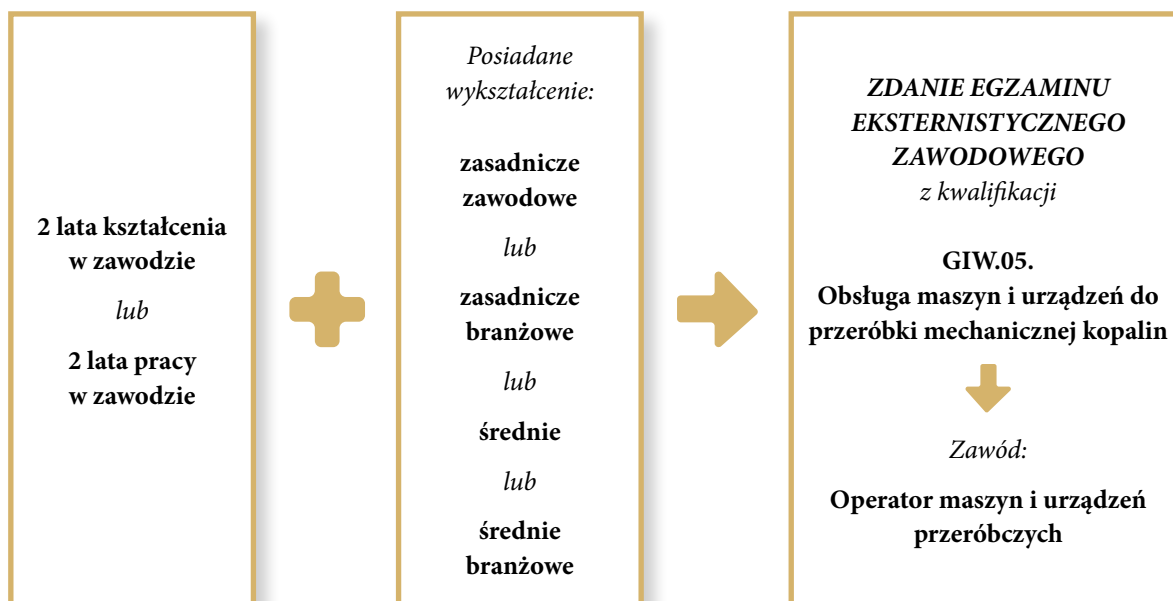 2 lata kształcenia
w zawodzie
lub
2 lata pracy
w zawodzie
Posiadane
wykształcenie:
zasadnicze
zawodowe
lub
zasadnicze
branżowe
lub
średnie
lub
średnie
branżowe
ZDANIE EGZAMINU
EKSTERNISTYCZNEGO
ZAWODOWEGO
z kwalifikacji
GIW.05.
Obsługa maszyn i urządzeń do
przeróbki mechanicznej kopalin
Zawód:
Operator maszyn i urządzeń
przeróbczych